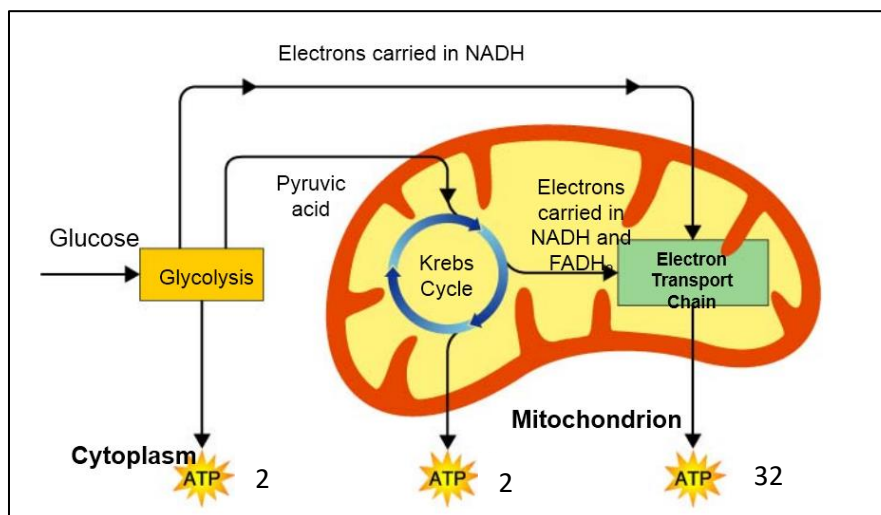 Electrons carried in NADH
Pyruvic
acid
Electrons
carried in
NADH and
FADH₂
Glucose
Glycolysis
Krebs
Cycle
Electron
Transport
Chain
Mitochondrion
Cytoplasm
ATP 2
ATP 2
ATP 32